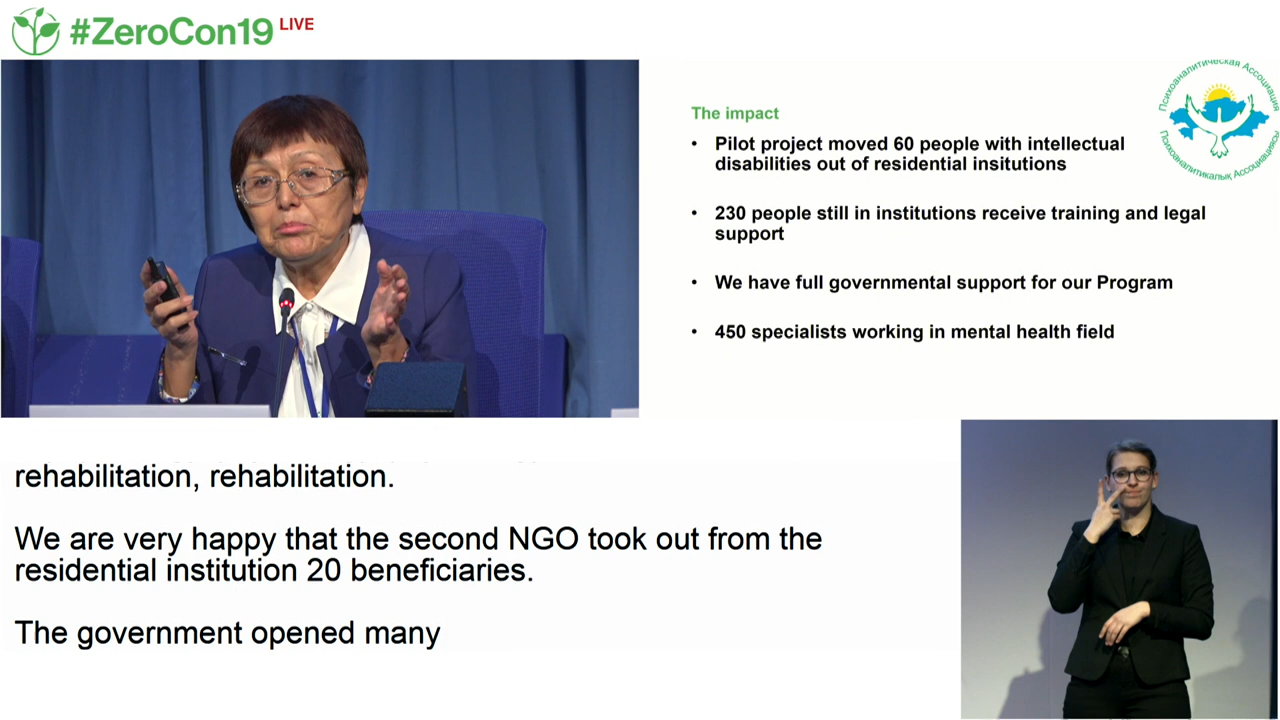 #ZeroCon19 LIVE
The impact
• Pilot project moved 60 people with intellectual
disabilities out of residential insitutions
• 230 people still in institutions receive training and legal
support
• We have full governmental support for our Program
• 450 specialists working in mental health field
Психоаналитическая Ассоциация
Психоаналитикалық Ассоциациясы
rehabilitation, rehabilitation.
We are very happy that the second NGO took out from the
residential institution 20 beneficiaries.
The government opened many